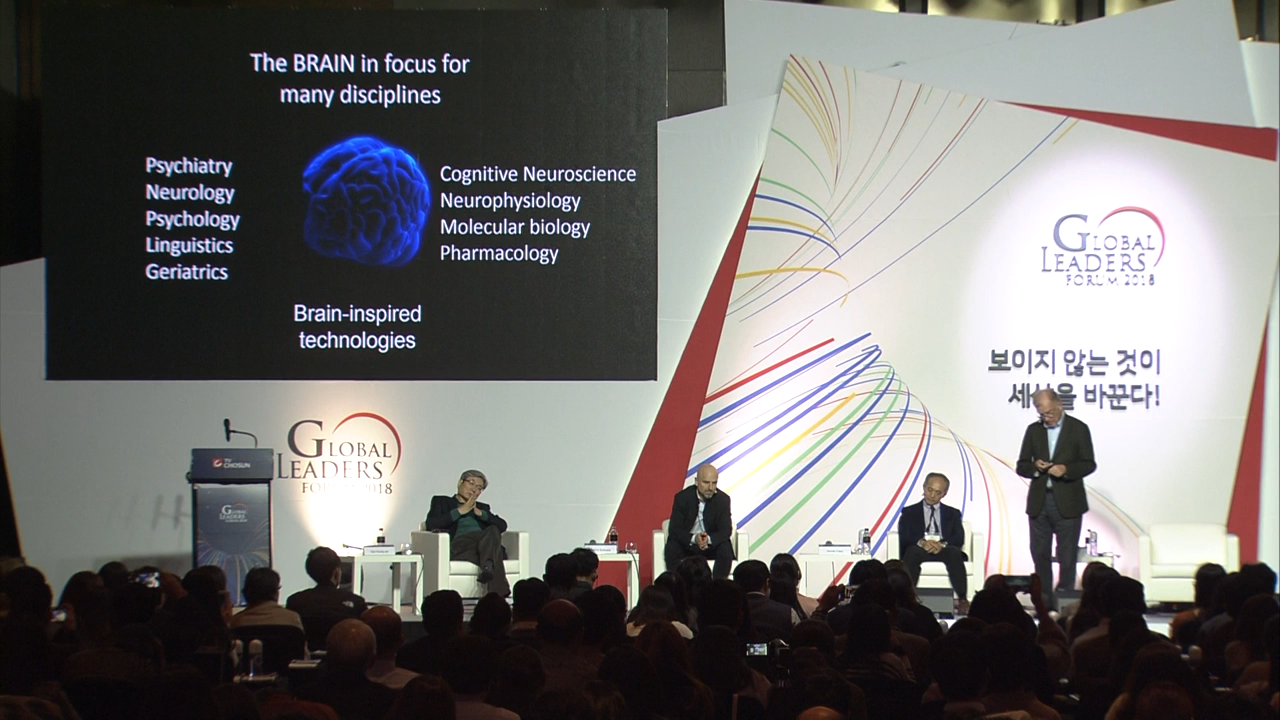 The BRAIN in focus for
many disciplines
Psychiatry
Neurology
Psychology
Linguistics
Geriatrics
Cognitive Neuroscience
Neurophysiology
Molecular biology
Pharmacology
Brain-inspired
technologies
GLOBAL
LEADERS
FORUM 2018
보이지 않는 것이
세상을 바꾼다!
GLOBAL
LEADERS
FORUM 2018
TV
CHOSUN
GLOBAL
LEADERS